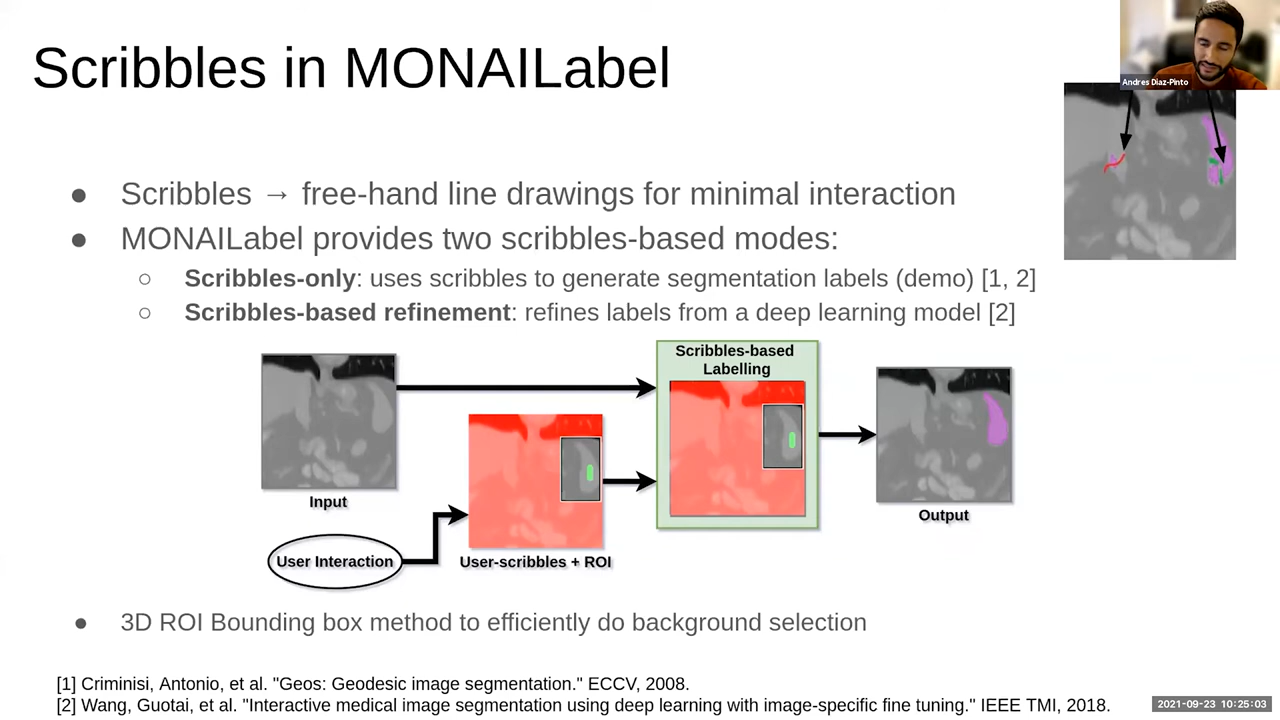 Scribbles in MONAILabel
Andres Diaz-Pinto
● Scribbles → free-hand line drawings for minimal interaction
● MONAILabel provides two scribbles-based modes:
○ Scribbles-only: uses scribbles to generate segmentation labels (demo) [1, 2]
○ Scribbles-based refinement: refines labels from a deep learning model [2]
Scribbles-based
Labelling
Input
User Interaction
User-scribbles + ROI
Output
● 3D ROI Bounding box method to efficiently do background selection
[1] Criminisi, Antonio, et al. "Geos: Geodesic image segmentation." ECCV, 2008.
[2] Wang, Guotai, et al. "Interactive medical image segmentation using deep learning with image-specific fine tuning." IEEE TMI, 2018.
2021-09-23 10:25:03